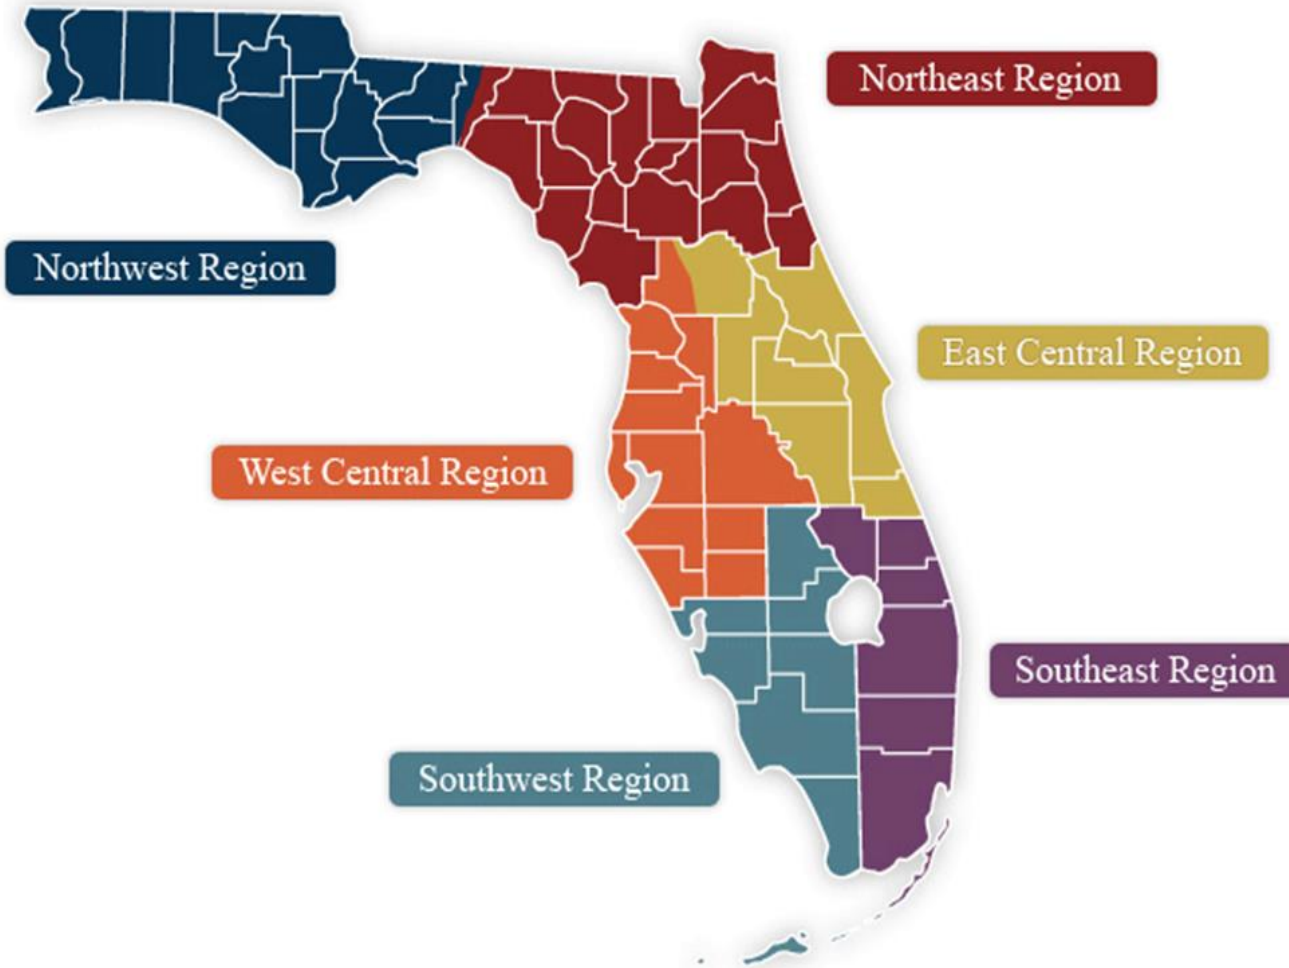 Northeast Region
Northwest Region
East Central Region
West Central Region
Southeast Region
Southwest Region